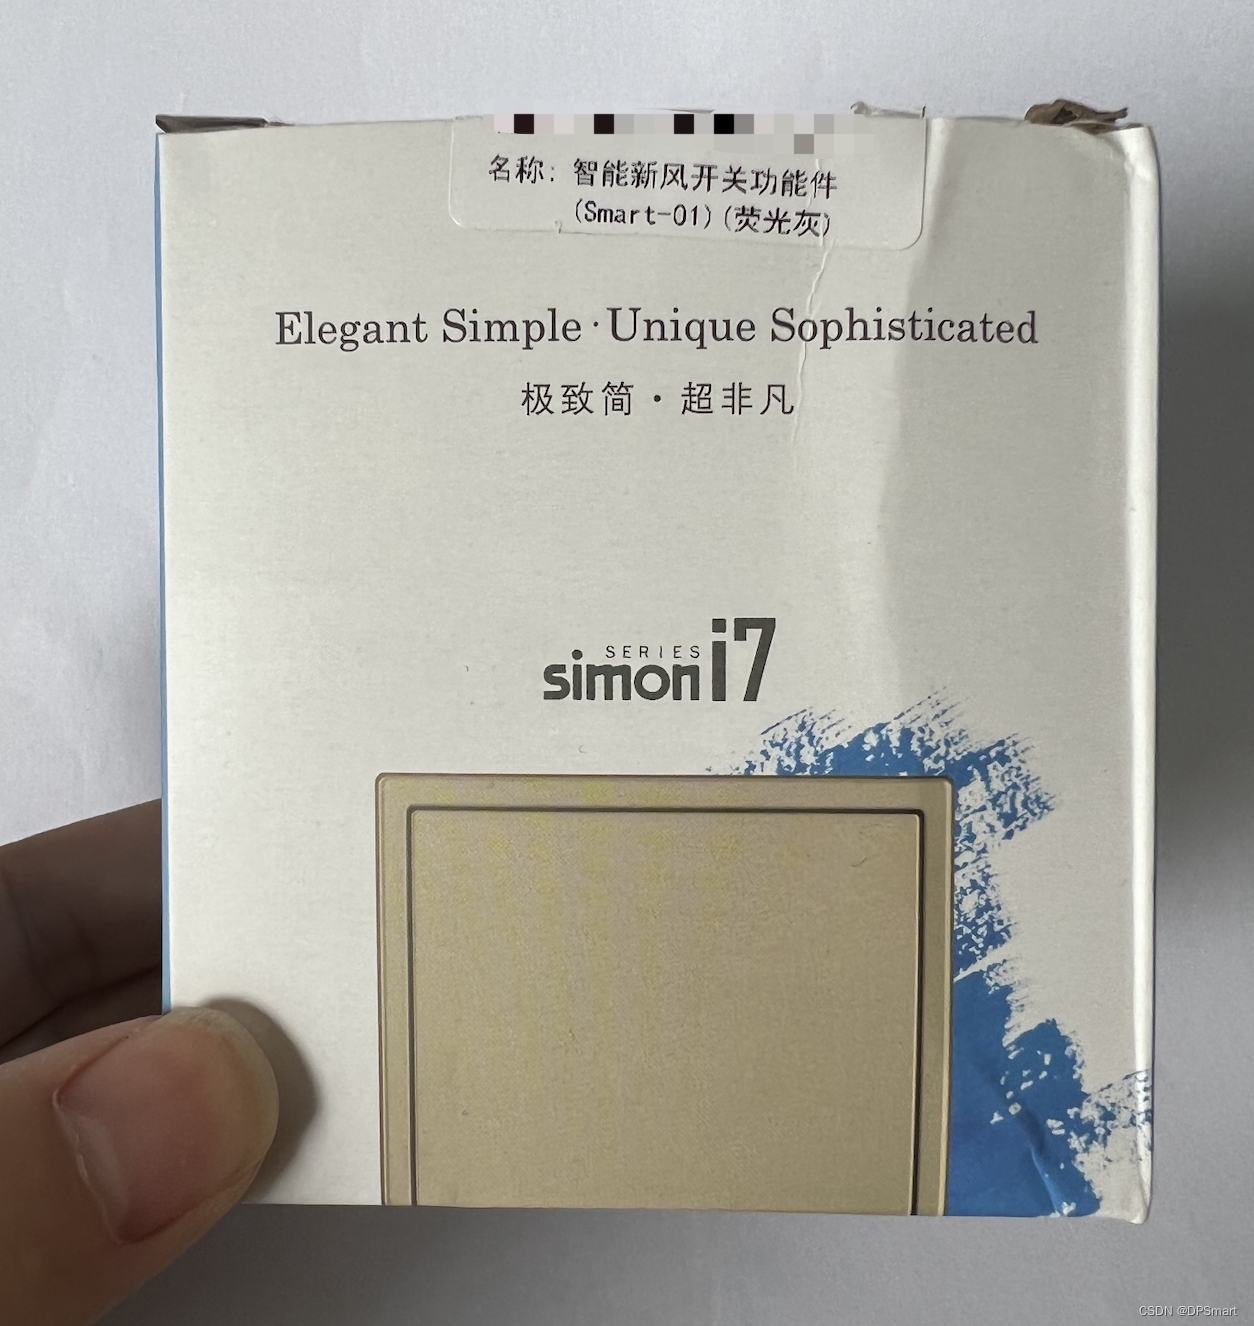 名称：智能新风开关功能件
(Smart-01)(荧光灰)
Elegant Simple·Unique Sophisticated
极致简·超非凡
SERIES
simon i7
CSDN @DPSmart